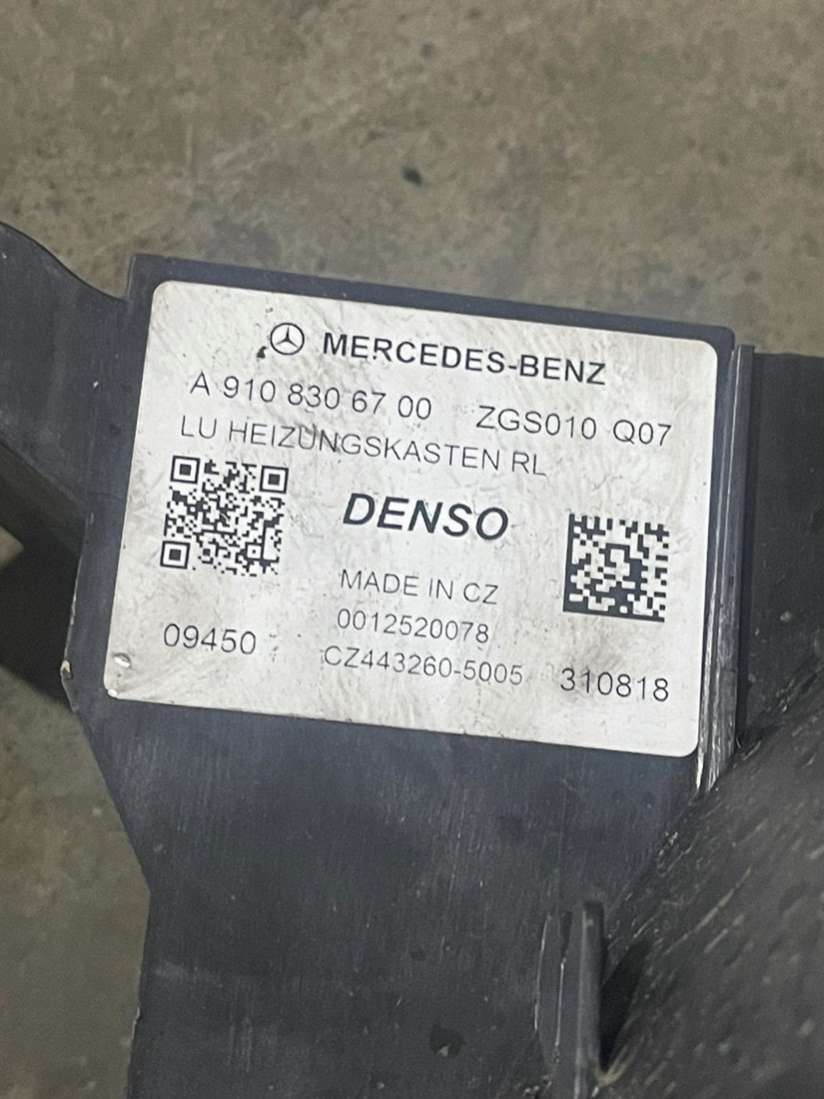 MERCEDES-BENZ
A 910 830 67 00 ZGS010 Q07
LU HEIZUNGSKASTEN RL
DENSO
MADE IN CZ
0012520078
09450 CZ443260-5005 310818